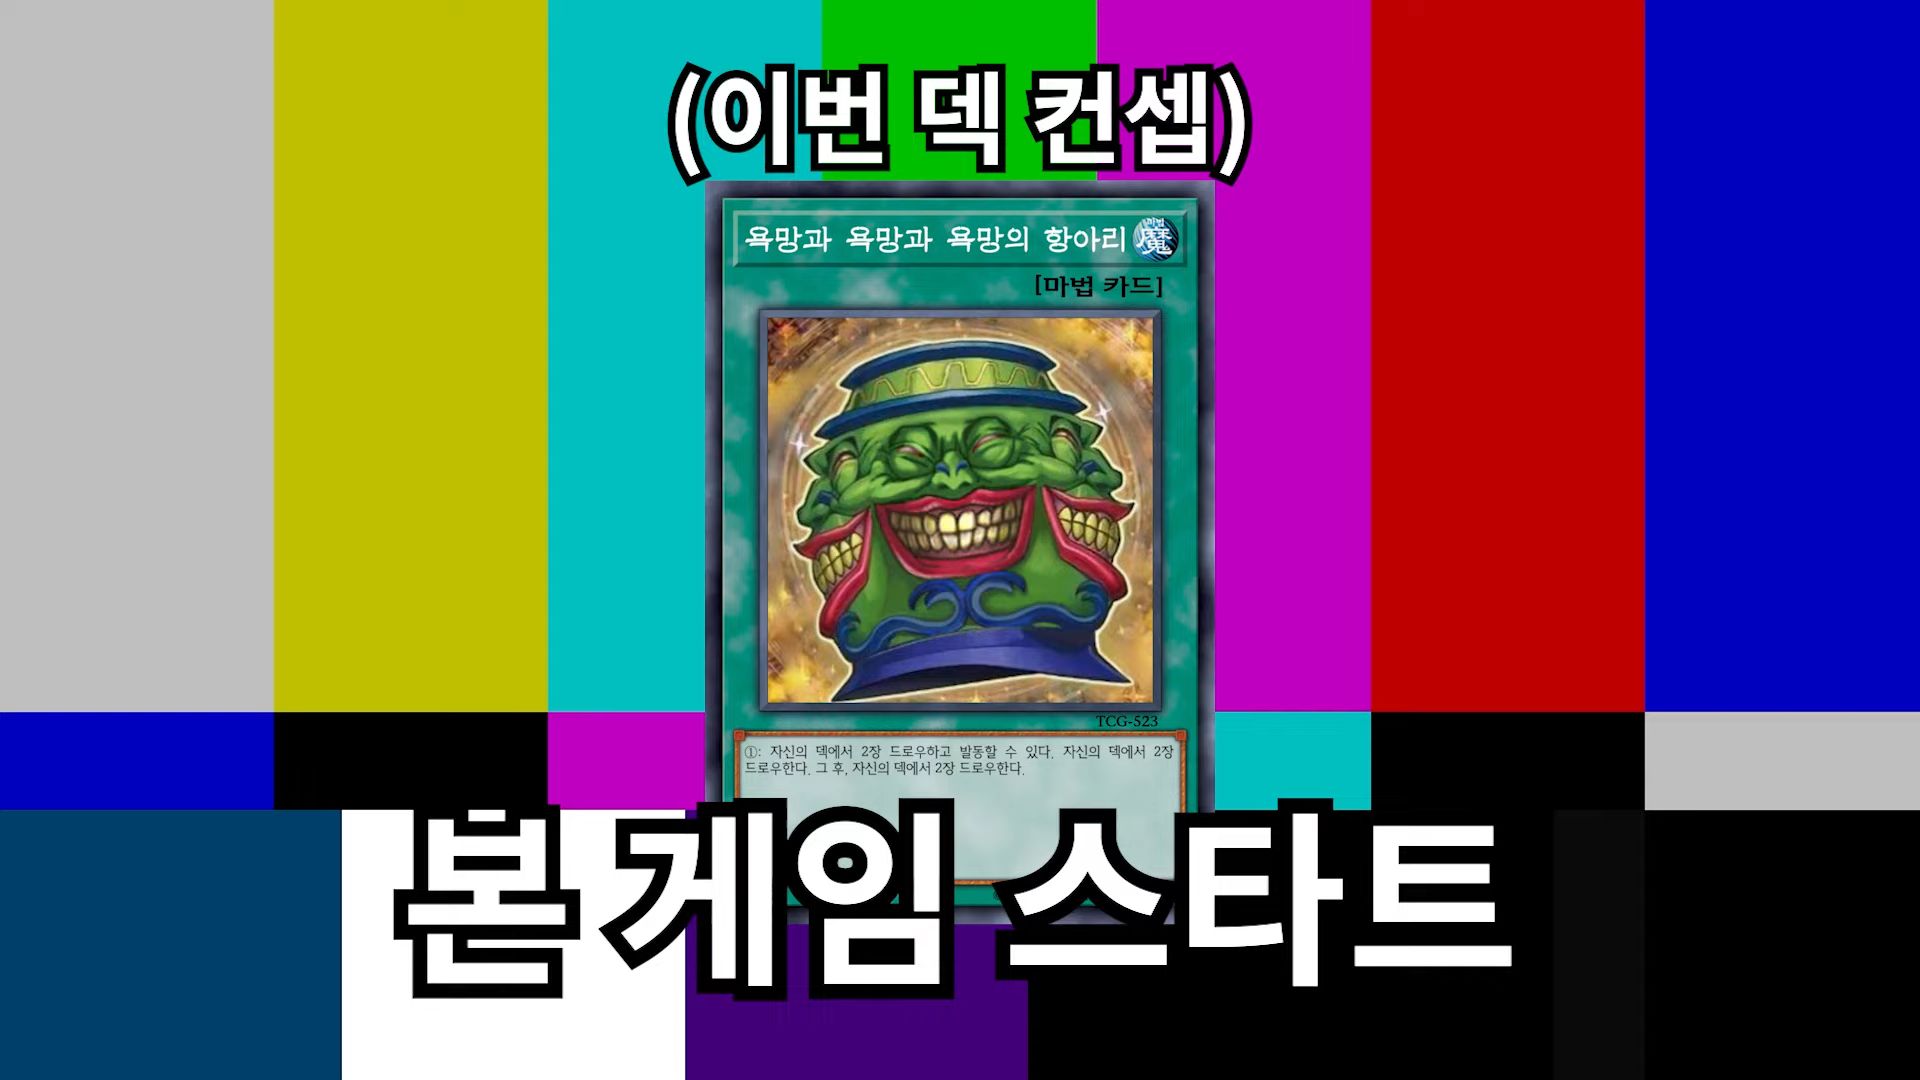 (이번 덱 컨셉)
욕망과 욕망과 욕망의 항아리
마법
魔
[마법 카드]
TCG-523
①: 자신의 덱에서 2장 드로우하고 발동할 수 있다. 자신의 덱에서 2장
드로우한다. 그 후, 자신의 덱에서 2장 드로우한다.
본 게임 스타트